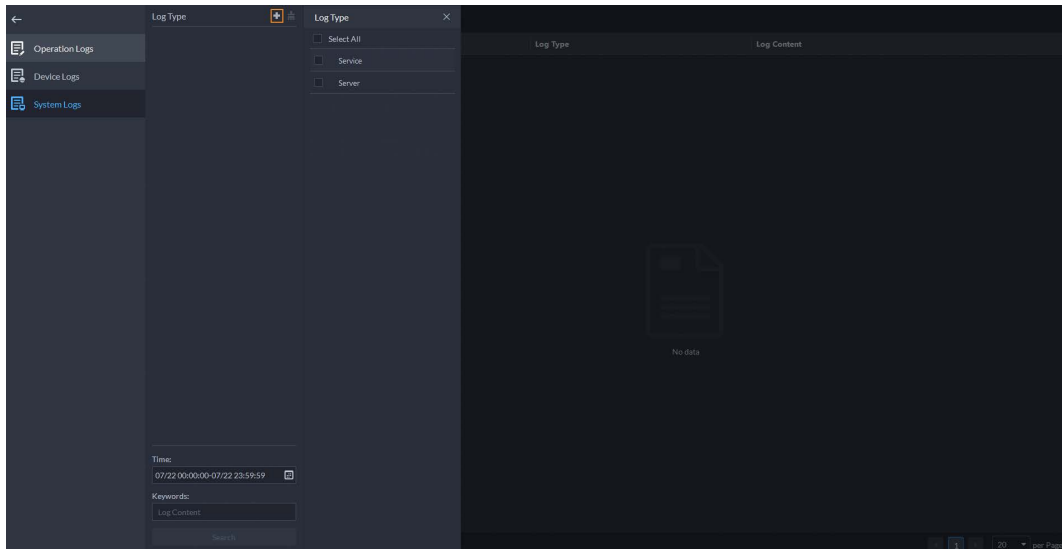 Operation Logs
Device Logs
System Logs
Log Type
Time:
07/22 00:00:00-07/22 23:59:59
Keywords:
Log Content
Search
Log Type
Select All
Service
Server
Log Type
Log Content
No data
1
20
per Page